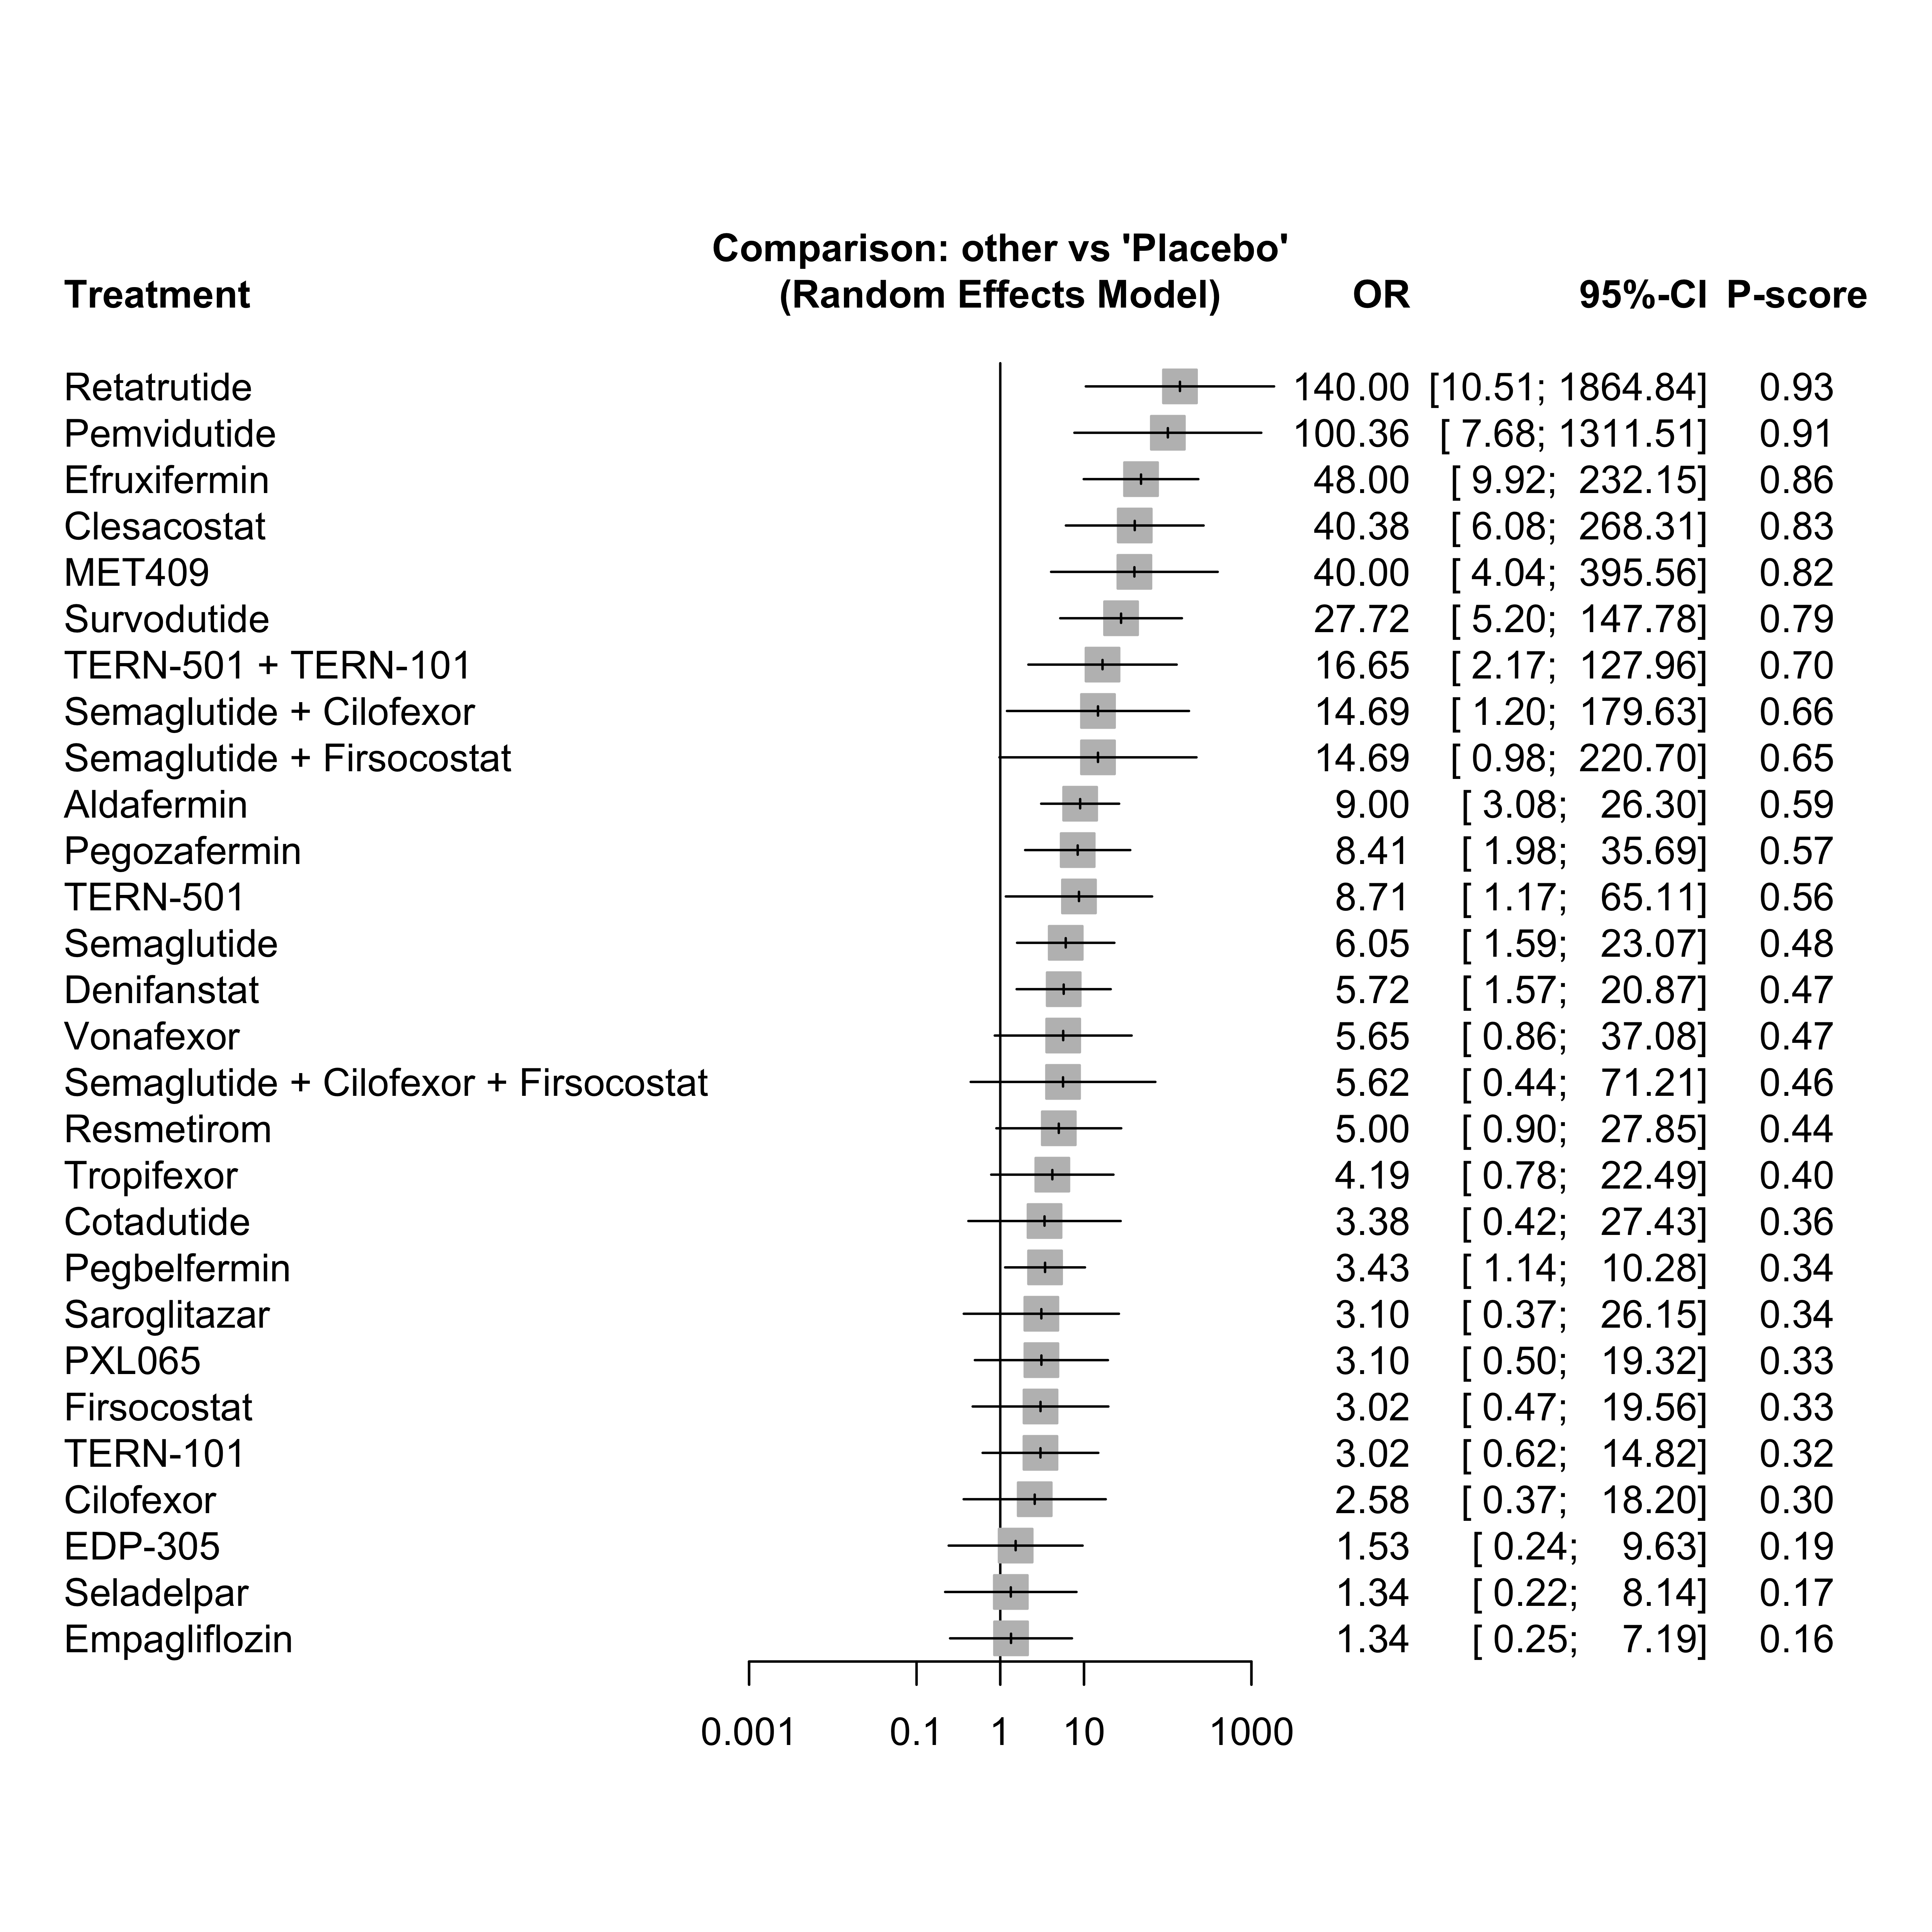 Comparison: other vs 'Placebo'
Treatment (Random Effects Model) OR 95%-CI P-score
Retatrutide 140.00 [10.51; 1864.84] 0.93
Pemvidutide 100.36 [ 7.68; 1311.51] 0.91
Efruxifermin 48.00 [ 9.92; 232.15] 0.86
Clesacostat 40.38 [ 6.08; 268.31] 0.83
MET409 40.00 [ 4.04; 395.56] 0.82
Survodutide 27.72 [ 5.20; 147.78] 0.79
TERN-501 + TERN-101 16.65 [ 2.17; 127.96] 0.70
Semaglutide + Cilofexor 14.69 [ 1.20; 179.63] 0.66
Semaglutide + Firsocostat 14.69 [ 0.98; 220.70] 0.65
Aldafermin 9.00 [ 3.08; 26.30] 0.59
Pegozafermin 8.41 [ 1.98; 35.69] 0.57
TERN-501 8.71 [ 1.17; 65.11] 0.56
Semaglutide 6.05 [ 1.59; 23.07] 0.48
Denifanstat 5.72 [ 1.57; 20.87] 0.47
Vonafexor 5.65 [ 0.86; 37.08] 0.47
Semaglutide + Cilofexor + Firsocostat 5.62 [ 0.44; 71.21] 0.46
Resmetirom 5.00 [ 0.90; 27.85] 0.44
Tropifexor 4.19 [ 0.78; 22.49] 0.40
Cotadutide 3.38 [ 0.42; 27.43] 0.36
Pegbelfermin 3.43 [ 1.14; 10.28] 0.34
Saroglitazar 3.10 [ 0.37; 26.15] 0.34
PXL065 3.10 [ 0.50; 19.32] 0.33
Firsocostat 3.02 [ 0.47; 19.56] 0.33
TERN-101 3.02 [ 0.62; 14.82] 0.32
Cilofexor 2.58 [ 0.37; 18.20] 0.30
EDP-305 1.53 [ 0.24; 9.63] 0.19
Seladelpar 1.34 [ 0.22; 8.14] 0.17
Empagliflozin 1.34 [ 0.25; 7.19] 0.16
0.001 0.1 1 10 1000